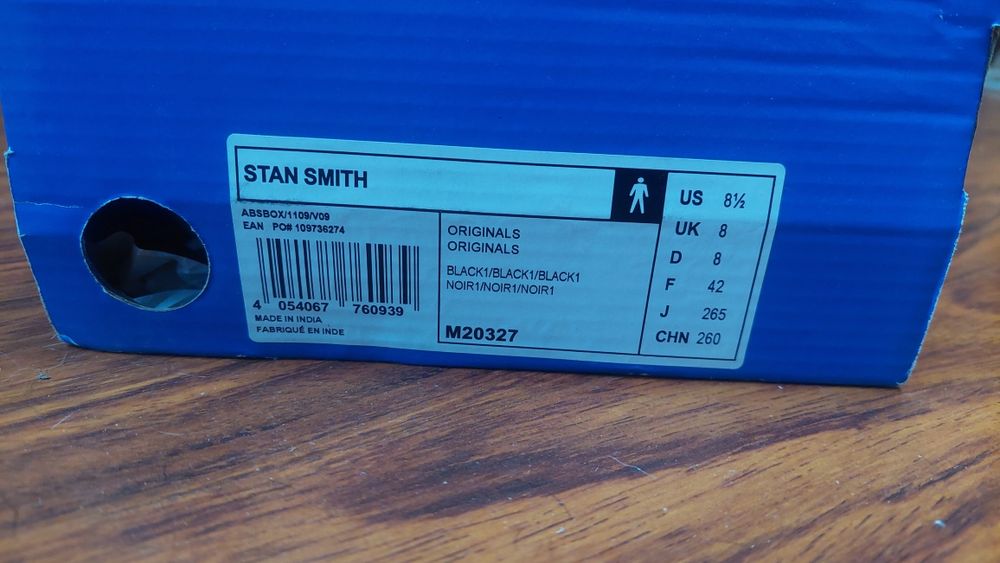 STAN SMITH
ABSBOX/1109/V09
EAN PO# 109736274
4 054067 760939
MADE IN INDIA
FABRIQUÉ EN INDE
ORIGINALS
ORIGINALS
BLACK1/BLACK1/BLACK1
NOIR1/NOIR1/NOIR1
M20327
US 8½
UK 8
D 8
F 42
J 265
CHN 260